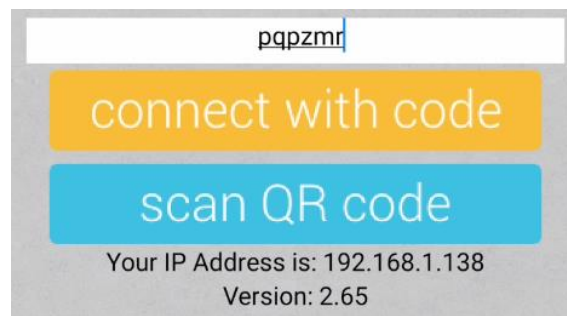 pqpzmr
connect with code
scan QR code
Your IP Address is: 192.168.1.138
Version: 2.65